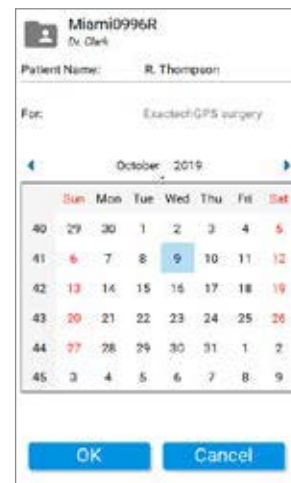 Miami0996R
Dr. Clark
Patient Name: R. Thompson
For: Exactech GPS surgery
October 2019
Sun Mon Tue Wed Thu Fri Sat
40 29 30 1 2 3 4 5
41 6 7 8 9 10 11 12
42 13 14 15 16 17 18 19
43 20 21 22 23 24 25 26
44 27 28 29 30 31 1 2
45 3 4 5 6 7 8 9
OK Cancel